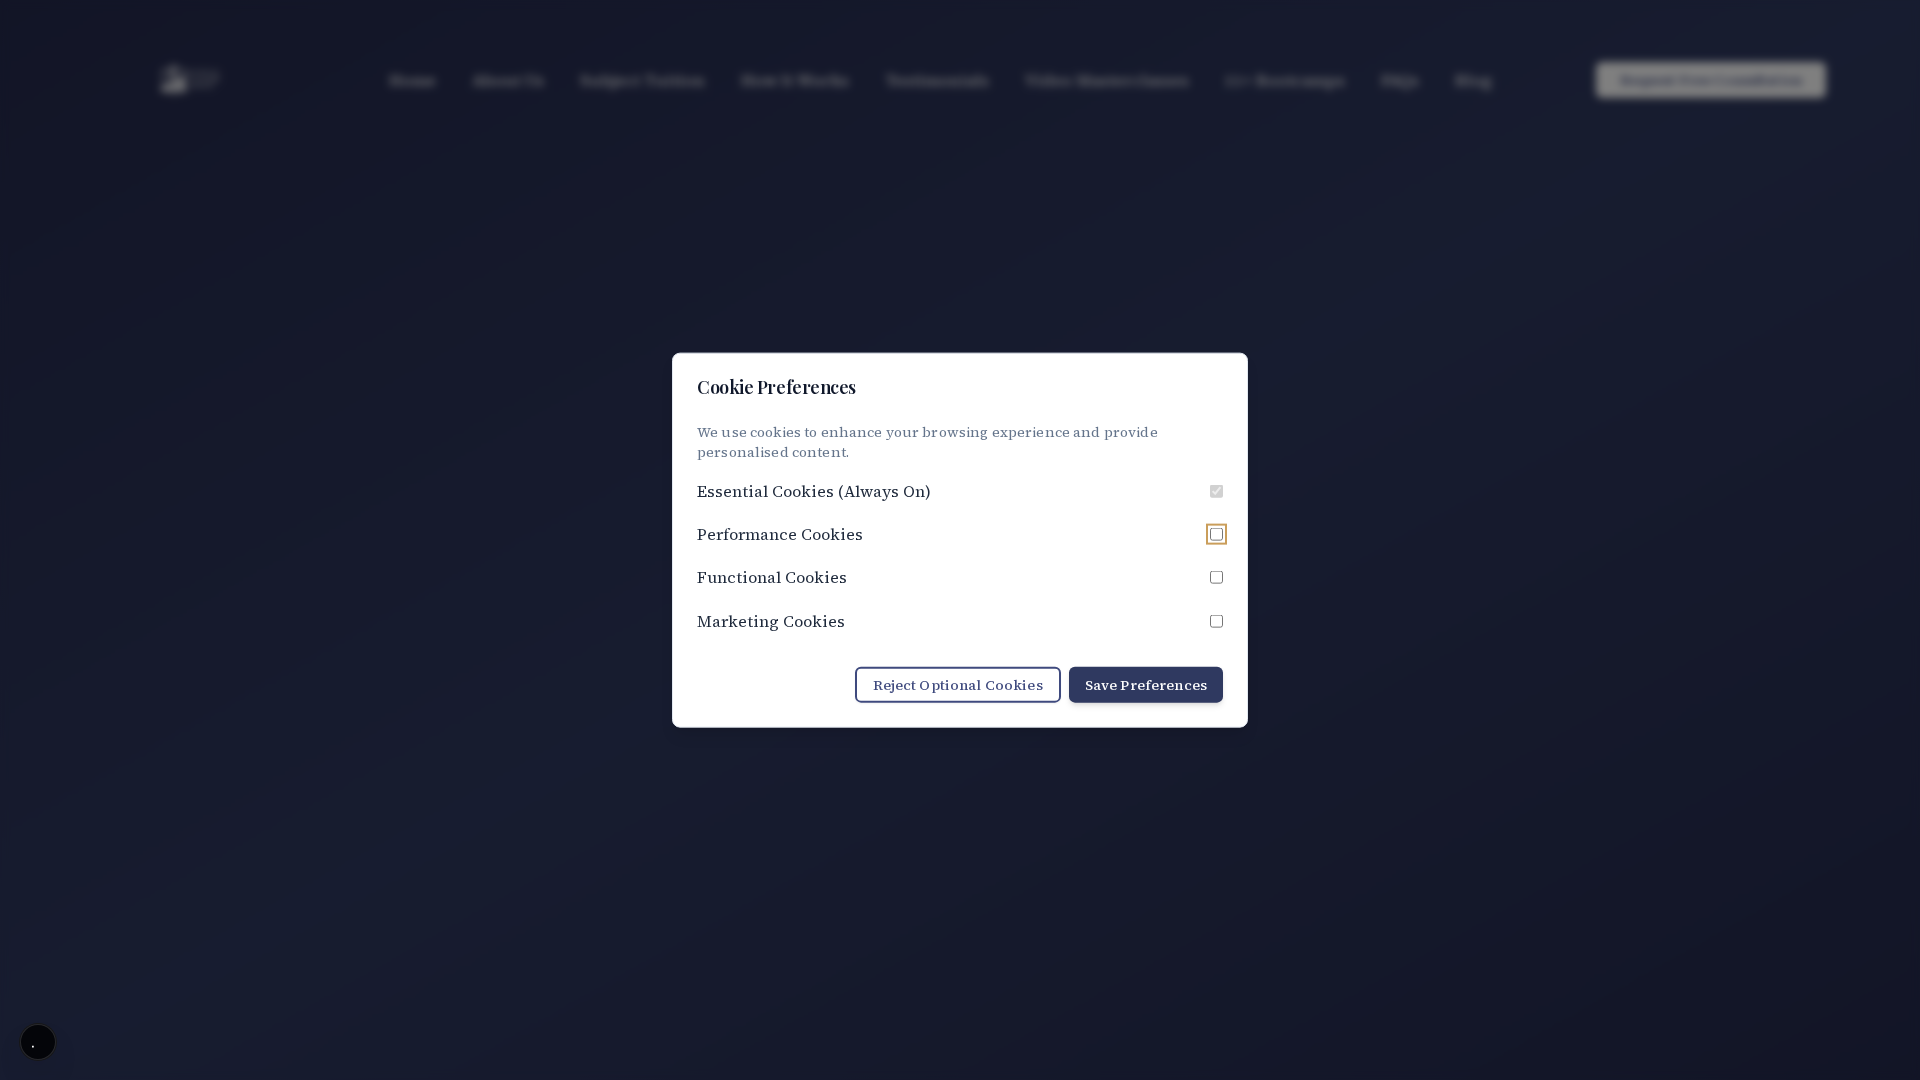 Home
About Us
Subject Tuition
How It Works
Testimonials
Video Masterclasses
11+ Bootcamps
FAQs
Blog
Request Free Consultation
Cookie Preferences
We use cookies to enhance your browsing experience and provide
personalised content.
Essential Cookies (Always On)
Performance Cookies
Functional Cookies
Marketing Cookies
Reject Optional Cookies
Save Preferences